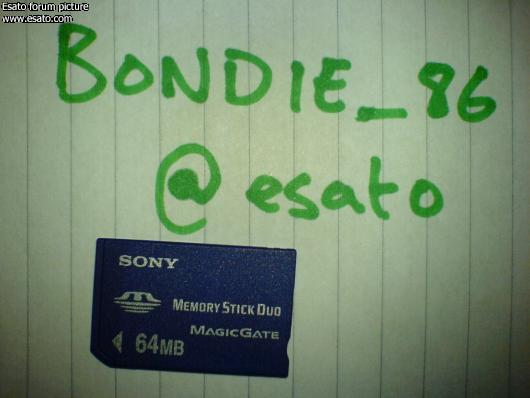 Esato forum picture
www.esato.com
BONDIE_86
@esato
SONY
MEMORY STICK DUO
MAGICGATE
64MB